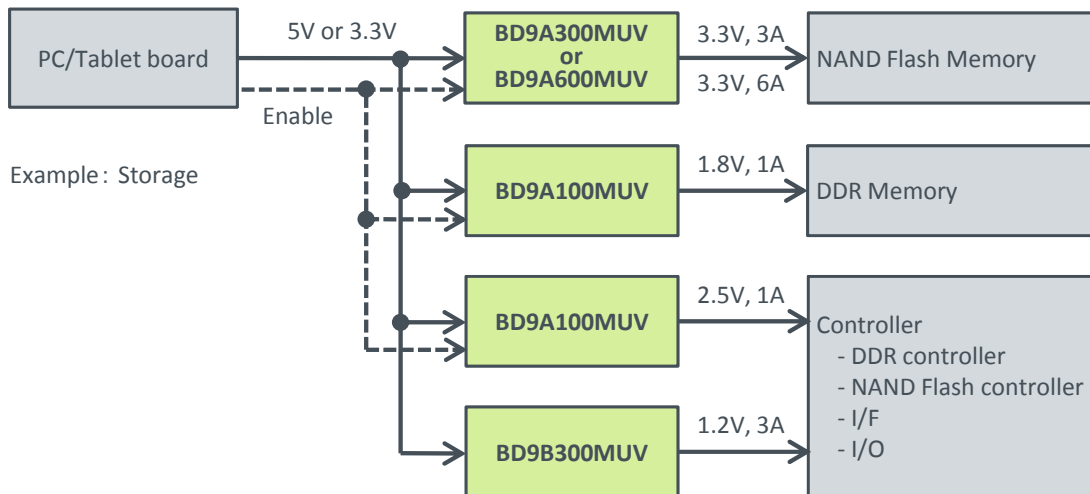 PC/Tablet board
5V or 3.3V
Enable
BD9A300MUV
or
BD9A600MUV
3.3V, 3A
3.3V, 6A
NAND Flash Memory
Example : Storage
BD9A100MUV
1.8V, 1A
DDR Memory
BD9A100MUV
2.5V, 1A
Controller
- DDR controller
- NAND Flash controller
- I/F
- I/O
BD9B300MUV
1.2V, 3A